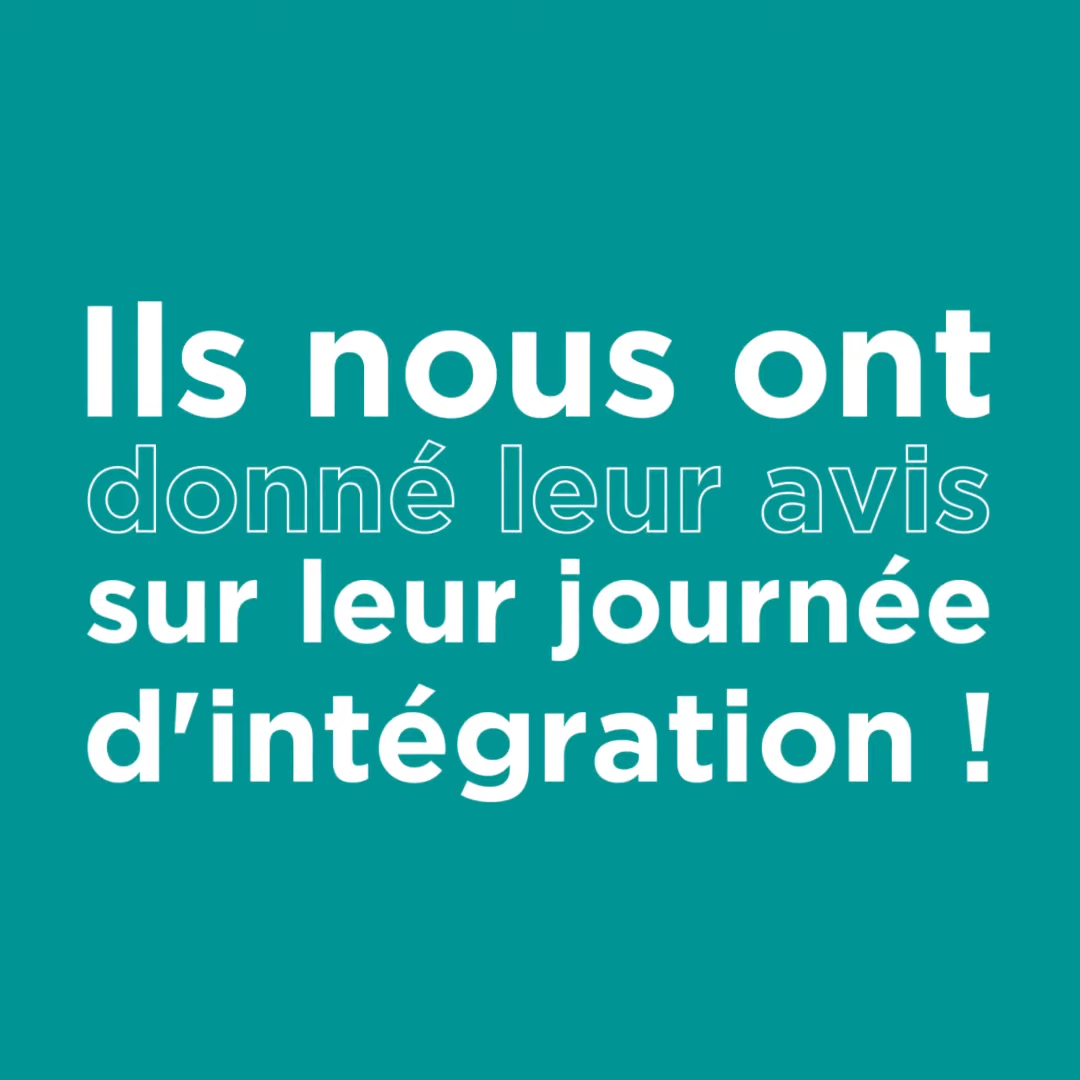 Ils nous ont
donné leur avis
sur leur journée
d'intégration !